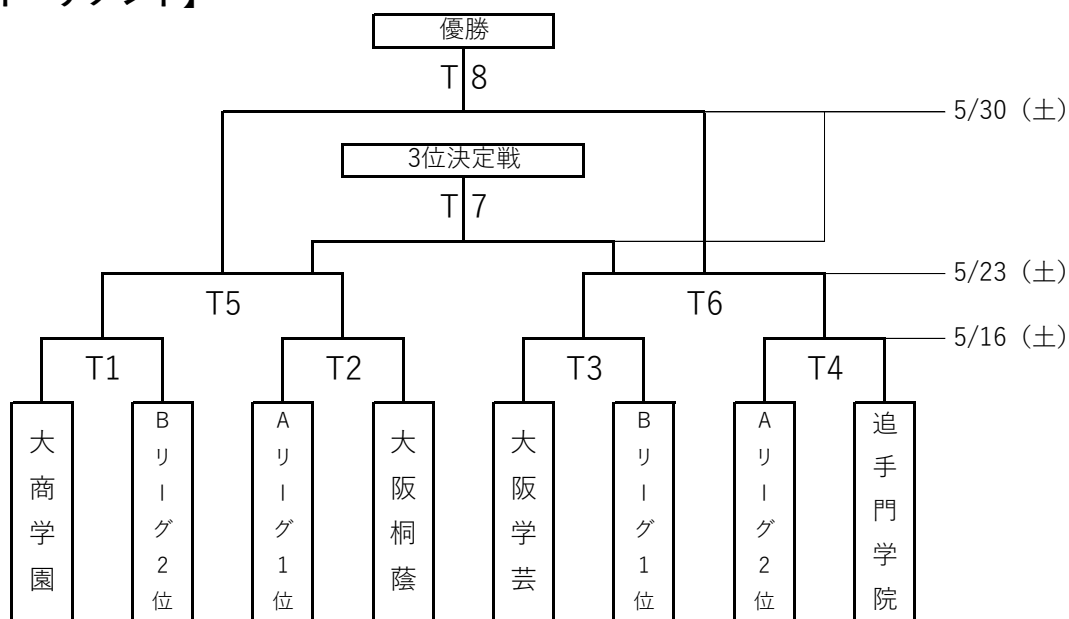 優勝
T 8
5/30（土）
3位決定戦
T 7
5/23（土）
T5
T6
5/16（土）
T1
T2
T3
T4
大商学園
Bリーグ2位
Aリーグ1位
大阪桐蔭
大阪学芸
Bリーグ1位
Aリーグ2位
追手門学院